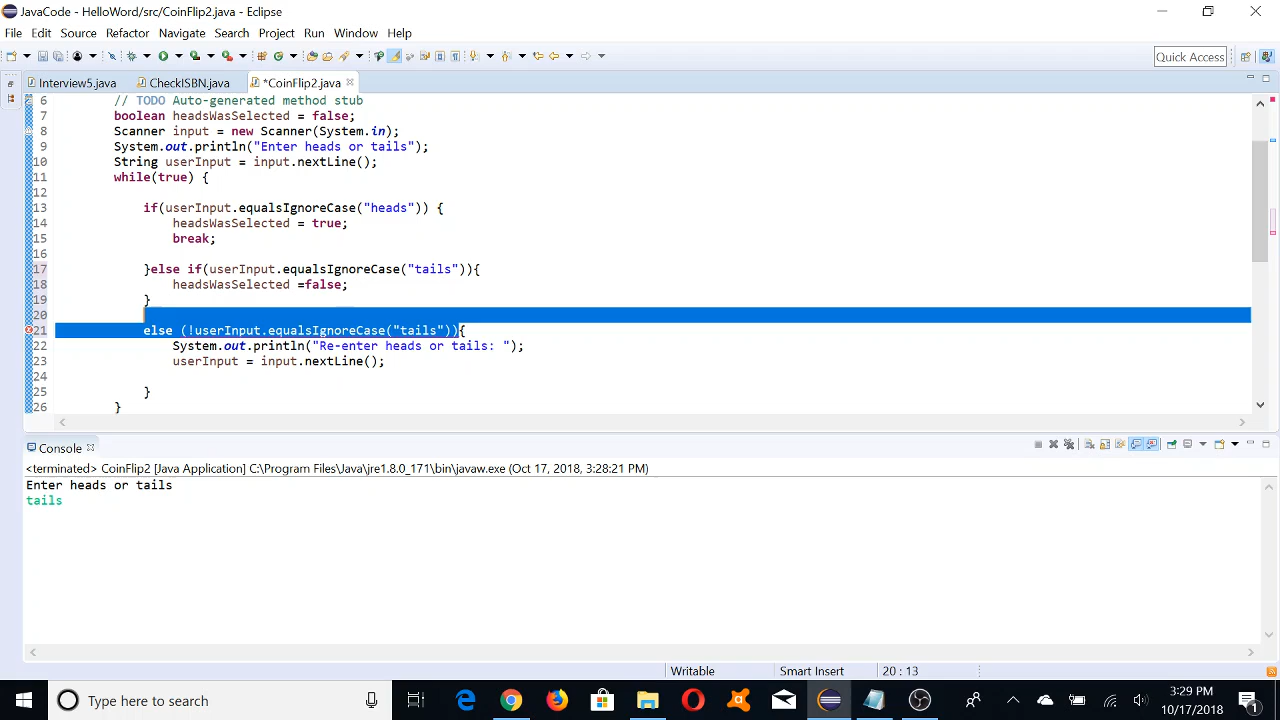 JavaCode - HelloWord/src/CoinFlip2.java - Eclipse
File Edit Source Refactor Navigate Search Project Run Window Help
Quick Access
Interview5.java CheckISBN.java *CoinFlip2.java
6 // TODO Auto-generated method stub
7 boolean headsWasSelected = false;
8 Scanner input = new Scanner(System.in);
9 System.out.println("Enter heads or tails");
10 String userInput = input.nextLine();
11 while(true) {
12
13 if(userInput.equalsIgnoreCase("heads")) {
14 headsWasSelected = true;
15 break;
16
17 }else if(userInput.equalsIgnoreCase("tails")){
18 headsWasSelected =false;
19 }
20
21 else (!userInput.equalsIgnoreCase("tails")){
22 System.out.println("Re-enter heads or tails: ");
23 userInput = input.nextLine();
24
25 }
26 }
Console
<terminated> CoinFlip2 [Java Application] C:\Program Files\Java\jre1.8.0_171\bin\javaw.exe (Oct 17, 2018, 3:28:21 PM)
Enter heads or tails
tails
Writable Smart Insert 20 : 13
Type here to search
3:29 PM
10/17/2018
1